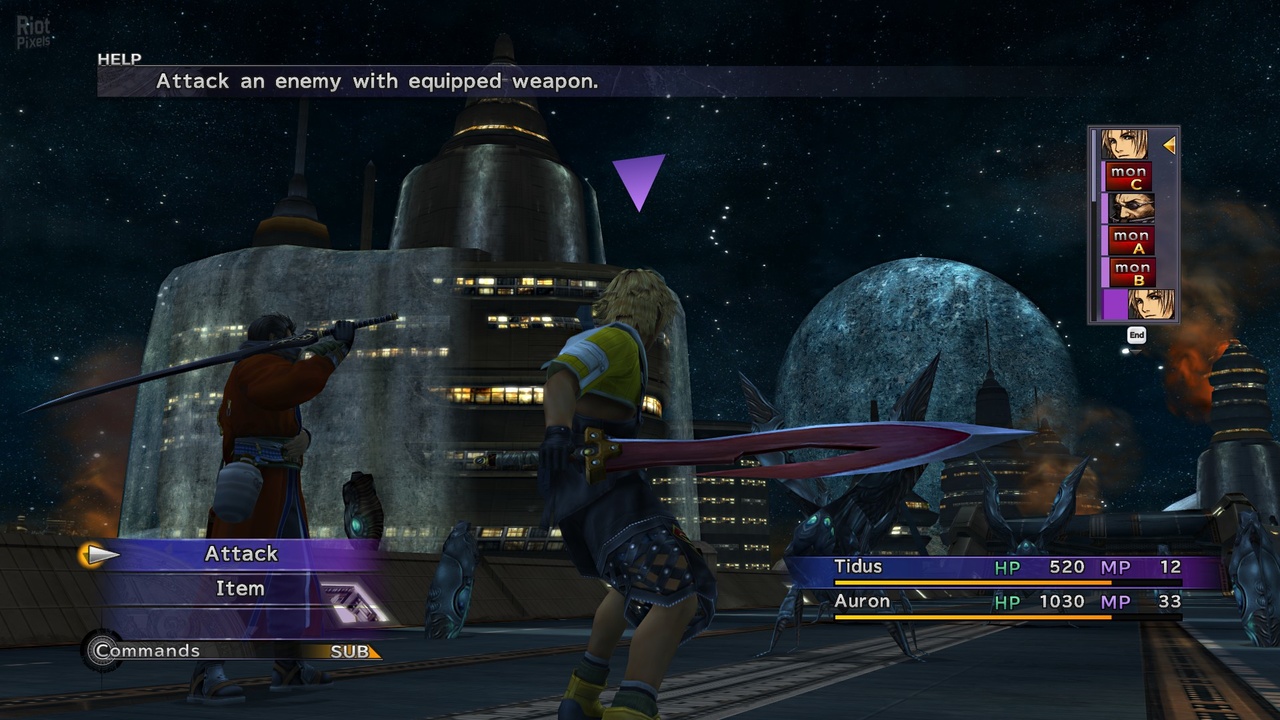 Riot
Pixels
HELP
Attack an enemy with equipped weapon.
mon
C
mon
A
mon
B
End
Attack
Item
Commands
SUB
Tidus HP 520 MP 12
Auron HP 1030 MP 33